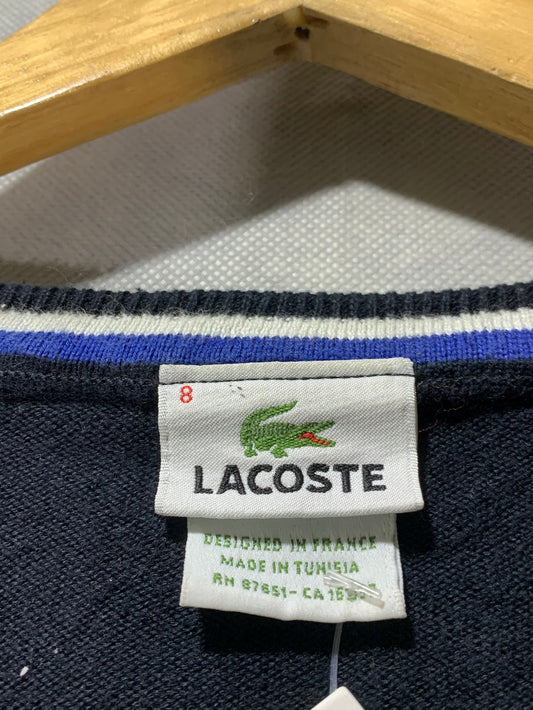 8
LACOSTE
DESIGNED IN FRANCE
MADE IN TUNISIA
RN 87651-CA